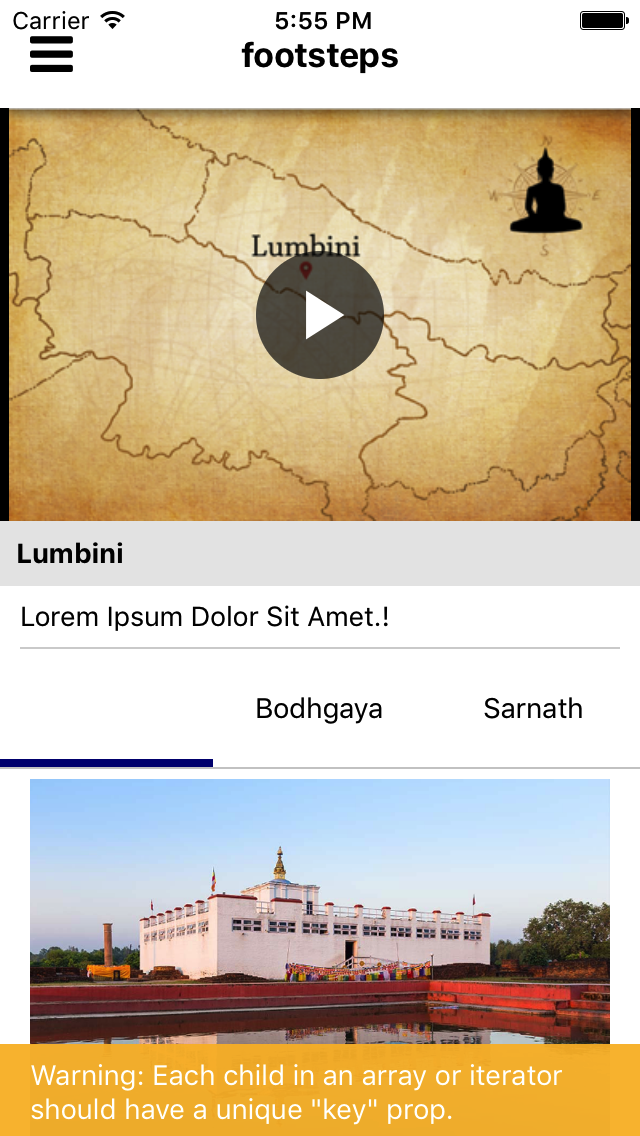 Carrier 5:55 PM
footsteps
N
W E
S
Lumbini
Lumbini
Lorem Ipsum Dolor Sit Amet.!
Bodhgaya Sarnath
Warning: Each child in an array or iterator
should have a unique "key" prop.